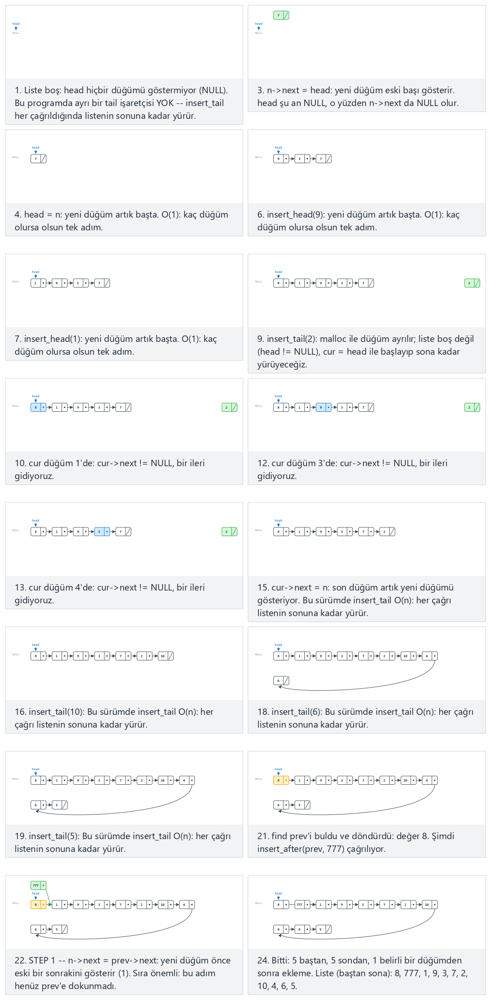 head
NULL
1. Liste boş: head hiçbir düğümü göstermiyor (NULL).
Bu programda ayrı bir tail işaretçisi YOK -- insert_tail
her çağrıldığında listenin sonuna kadar yürür.
7
head
NULL
3. n->next = head: yeni düğüm eski başı gösterir.
head şu an NULL, o yüzden n->next da NULL olur.
head
NULL 7
4. head = n: yeni düğüm artık başta. O(1): kaç düğüm
olursa olsun tek adım.
head
NULL 9 3 7
6. insert_head(9): yeni düğüm artık başta. O(1): kaç
düğüm olursa olsun tek adım.
head
NULL 1 9 3 7
7. insert_head(1): yeni düğüm artık başta. O(1): kaç
düğüm olursa olsun tek adım.
head
NULL 8 1 9 3 7 2
9. insert_tail(2): malloc ile düğüm ayrılır; liste boş değil
(head != NULL), cur = head ile başlayıp sona kadar
yürüyeceğiz.
head
NULL 8 1 9 3 7 2
10. cur düğüm 1'de: cur->next != NULL, bir ileri
gidiyoruz.
head
NULL 8 1 9 3 7 2
12. cur düğüm 3'de: cur->next != NULL, bir ileri
gidiyoruz.
head
NULL 8 1 9 3 7 2
13. cur düğüm 4'de: cur->next != NULL, bir ileri
gidiyoruz.
head
NULL 8 1 9 3 7 2
15. cur->next = n: son düğüm artık yeni düğümü
gösteriyor. Bu sürümde insert_tail O(n): her çağrı
listenin sonuna kadar yürür.
head
NULL 8 1 9 3 7 2 10
16. insert_tail(10): Bu sürümde insert_tail O(n): her
çağrı listenin sonuna kadar yürür.
head
NULL 8 1 9 3 7 2 10 4
6
18. insert_tail(6): Bu sürümde insert_tail O(n): her çağrı
listenin sonuna kadar yürür.
head
NULL 8 1 9 3 7 2 10 4
6 5
19. insert_tail(5): Bu sürümde insert_tail O(n): her çağrı
listenin sonuna kadar yürür.
head
NULL 8 1 9 3 7 2 10 4
6 5
21. find prev'i buldu ve döndürdü: değer 8. Şimdi
insert_after(prev, 777) çağrılıyor.
777
head
NULL 8 1 9 3 7 2 10 4
6 5
22. STEP 1 -- n->next = prev->next: yeni düğüm önce
eski bir sonrakini gösterir (1). Sıra önemli: bu adım
henüz prev'e dokunmadı.
head
NULL 8 777 1 9 3 7 2 10
4 6 5
24. Bitti: 5 baştan, 5 sondan, 1 belirli bir düğümden
sonra ekleme. Liste (baştan sona): 8, 777, 1, 9, 3, 7, 2,
10, 4, 6, 5.